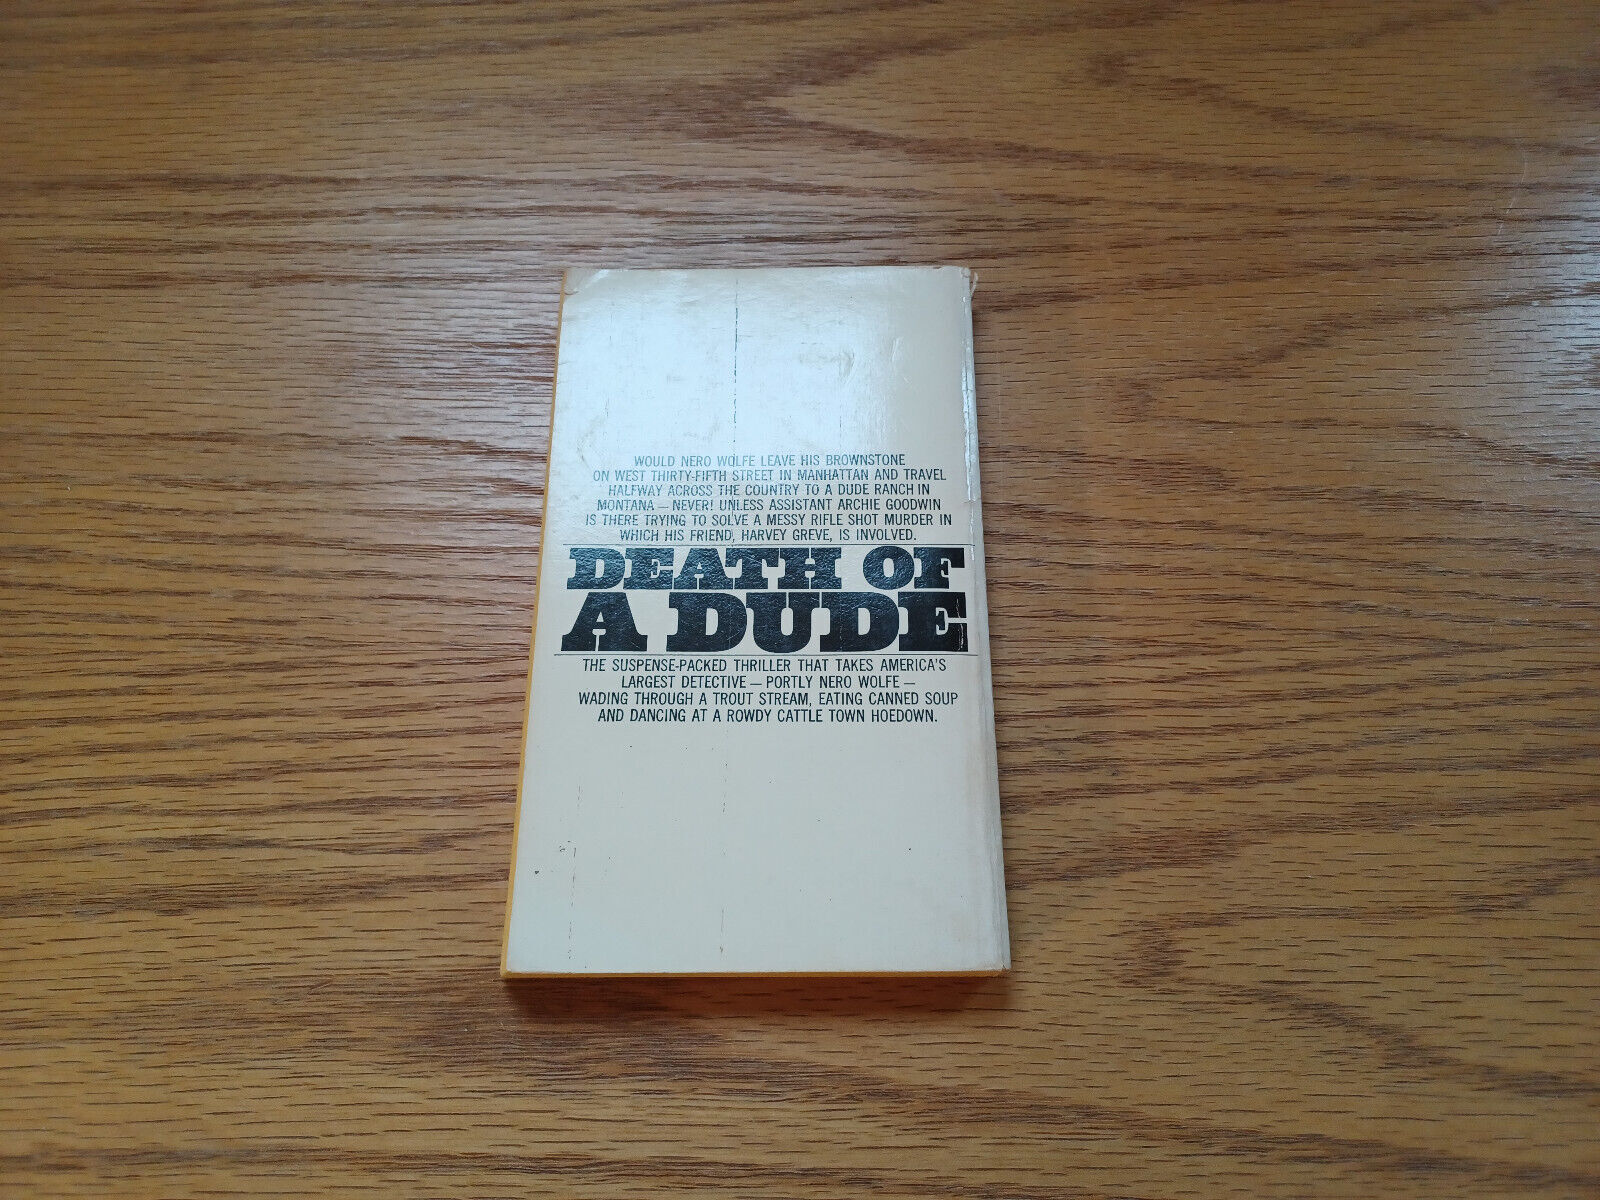 WOULD NERO WOLFE LEAVE HIS BROWNSTONE
ON WEST THIRTY-FIFTH STREET IN MANHATTAN AND TRAVEL
HALFWAY ACROSS THE COUNTRY TO A DUDE RANCH IN
MONTANA — NEVER! UNLESS ASSISTANT ARCHIE GOODWIN
IS THERE TRYING TO SOLVE A MESSY RIFLE SHOT MURDER IN
WHICH HIS FRIEND, HARVEY GREVE, IS INVOLVED.
DEATH OF
A DUDE
THE SUSPENSE-PACKED THRILLER THAT TAKES AMERICA'S
LARGEST DETECTIVE — PORTLY NERO WOLFE —
WADING THROUGH A TROUT STREAM, EATING CANNED SOUP
AND DANCING AT A ROWDY CATTLE TOWN HOEDOWN.